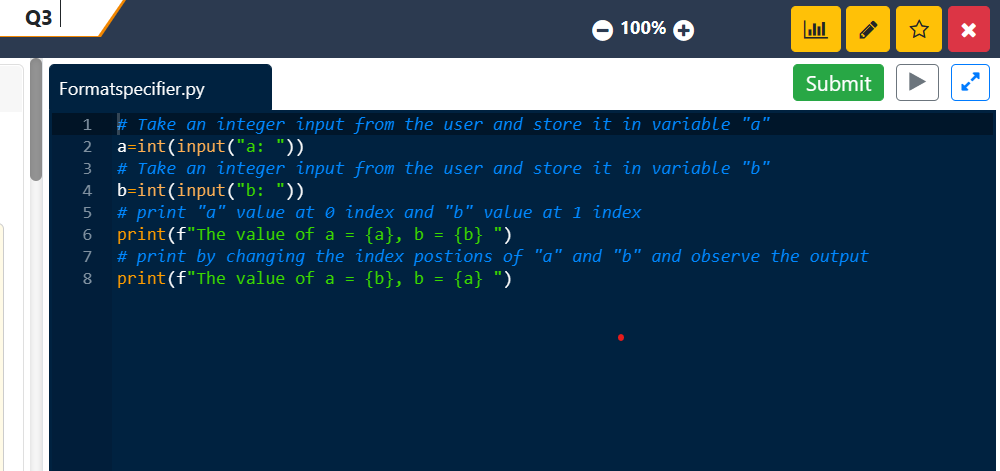 Q3
100%
Formatspecifier.py
Submit
1 # Take an integer input from the user and store it in variable "a"
2 a=int(input("a: "))
3 # Take an integer input from the user and store it in variable "b"
4 b=int(input("b: "))
5 # print "a" value at 0 index and "b" value at 1 index
6 print(f"The value of a = {a}, b = {b} ")
7 # print by changing the index postions of "a" and "b" and observe the output
8 print(f"The value of a = {b}, b = {a} ")